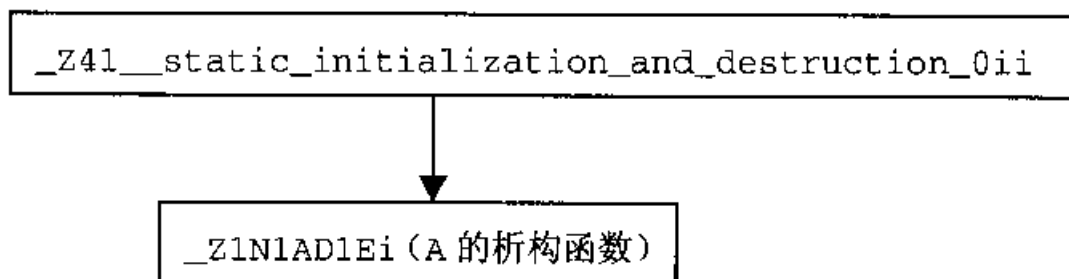 _Z41__static_initialization_and_destruction_0ii
_Z1N1AD1Ei（A 的析构函数）